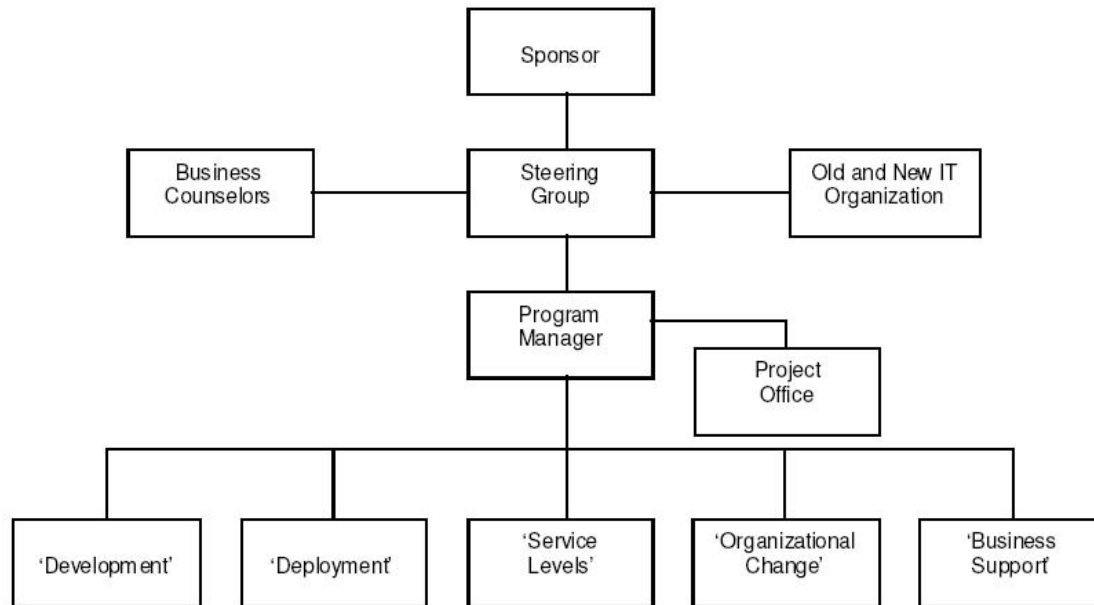 Sponsor
Business
Counselors
Steering
Group
Old and New IT
Organization
Program
Manager
Project
Office
‘Development’
‘Deployment’
‘Service
Levels’
‘Organizational
Change’
‘Business
Support’